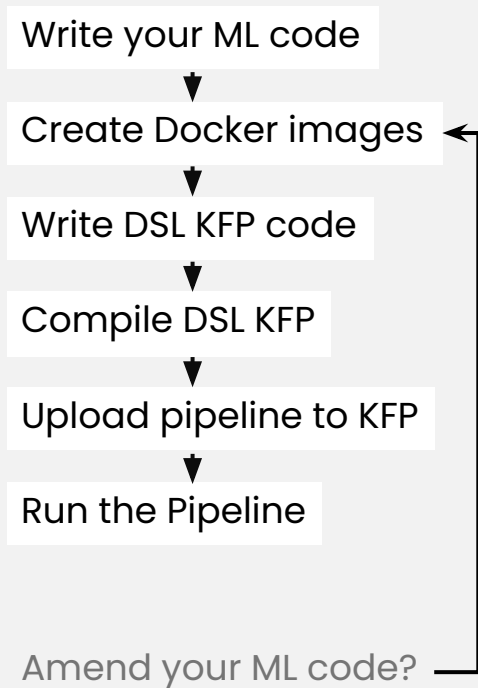 Write your ML code
Create Docker images
Write DSL KFP code
Compile DSL KFP
Upload pipeline to KFP
Run the Pipeline
Amend your ML code?